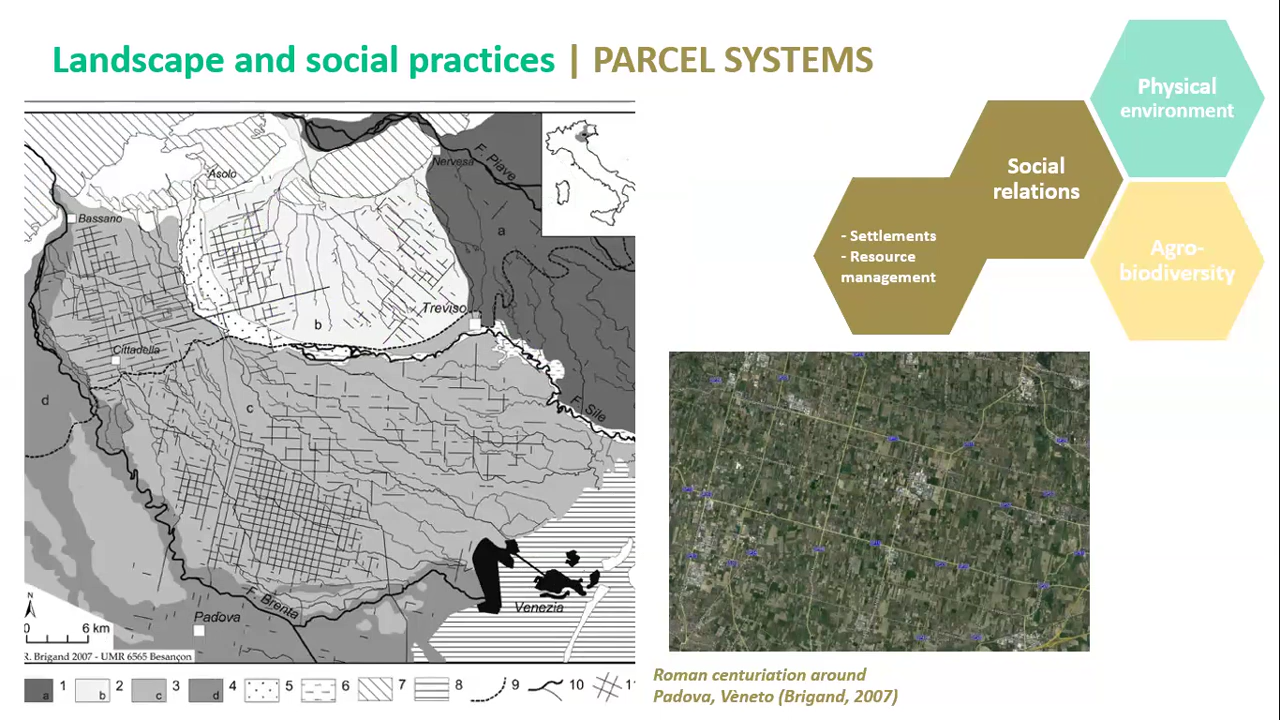 Landscape and social practices | PARCEL SYSTEMS
Physical
environment
Social
relations
- Settlements
- Resource
management
Agro-
biodiversity
Nervesa
F. Piave
Asolo
Bassano
a
Treviso
b
Cittadella
d
c
F. Sile
N
F. Brenta
Venezia
Padova
0 6 km
R. Brigand 2007 - UMR 6565 Besançon
a 1 b 2 c 3 d 4 5 6 7 8 9 10 1
Roman centuriation around
Padova, Vèneto (Brigand, 2007)